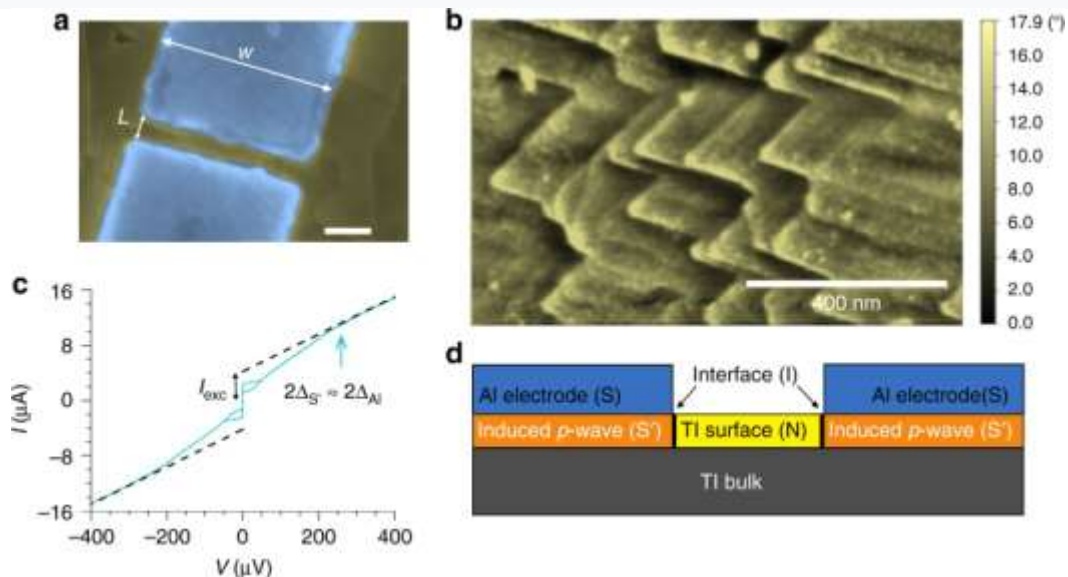 a
w
L
b
400 nm
17.9 (°)
16.0
14.0
12.0
10.0
8.0
6.0
4.0
2.0
0.0
c
16
8
0
−8
−16
I (μA)
I_exc
2Δ_S′ = 2Δ_Al
−400
−200
0
200
400
V (μV)
d
Interface (I)
Al electrode (S)
Al electrode(S)
Induced p-wave (S′)
TI surface (N)
Induced p-wave (S′)
TI bulk